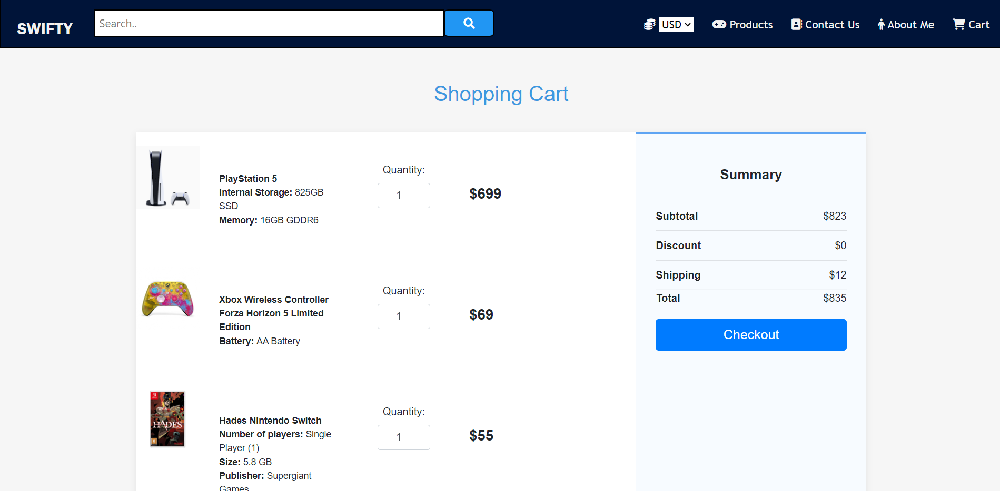 SWIFTY
Search..
USD
Products
Contact Us
About Me
Cart
Shopping Cart
PlayStation 5
Internal Storage: 825GB
SSD
Memory: 16GB GDDR6
Quantity:
1
$699
Xbox Wireless Controller
Forza Horizon 5 Limited
Edition
Battery: AA Battery
Quantity:
1
$69
HADES
Hades Nintendo Switch
Number of players: Single
Player (1)
Size: 5.8 GB
Publisher: Supergiant
Games
Quantity:
1
$55
Summary
Subtotal $823
Discount $0
Shipping $12
Total $835
Checkout